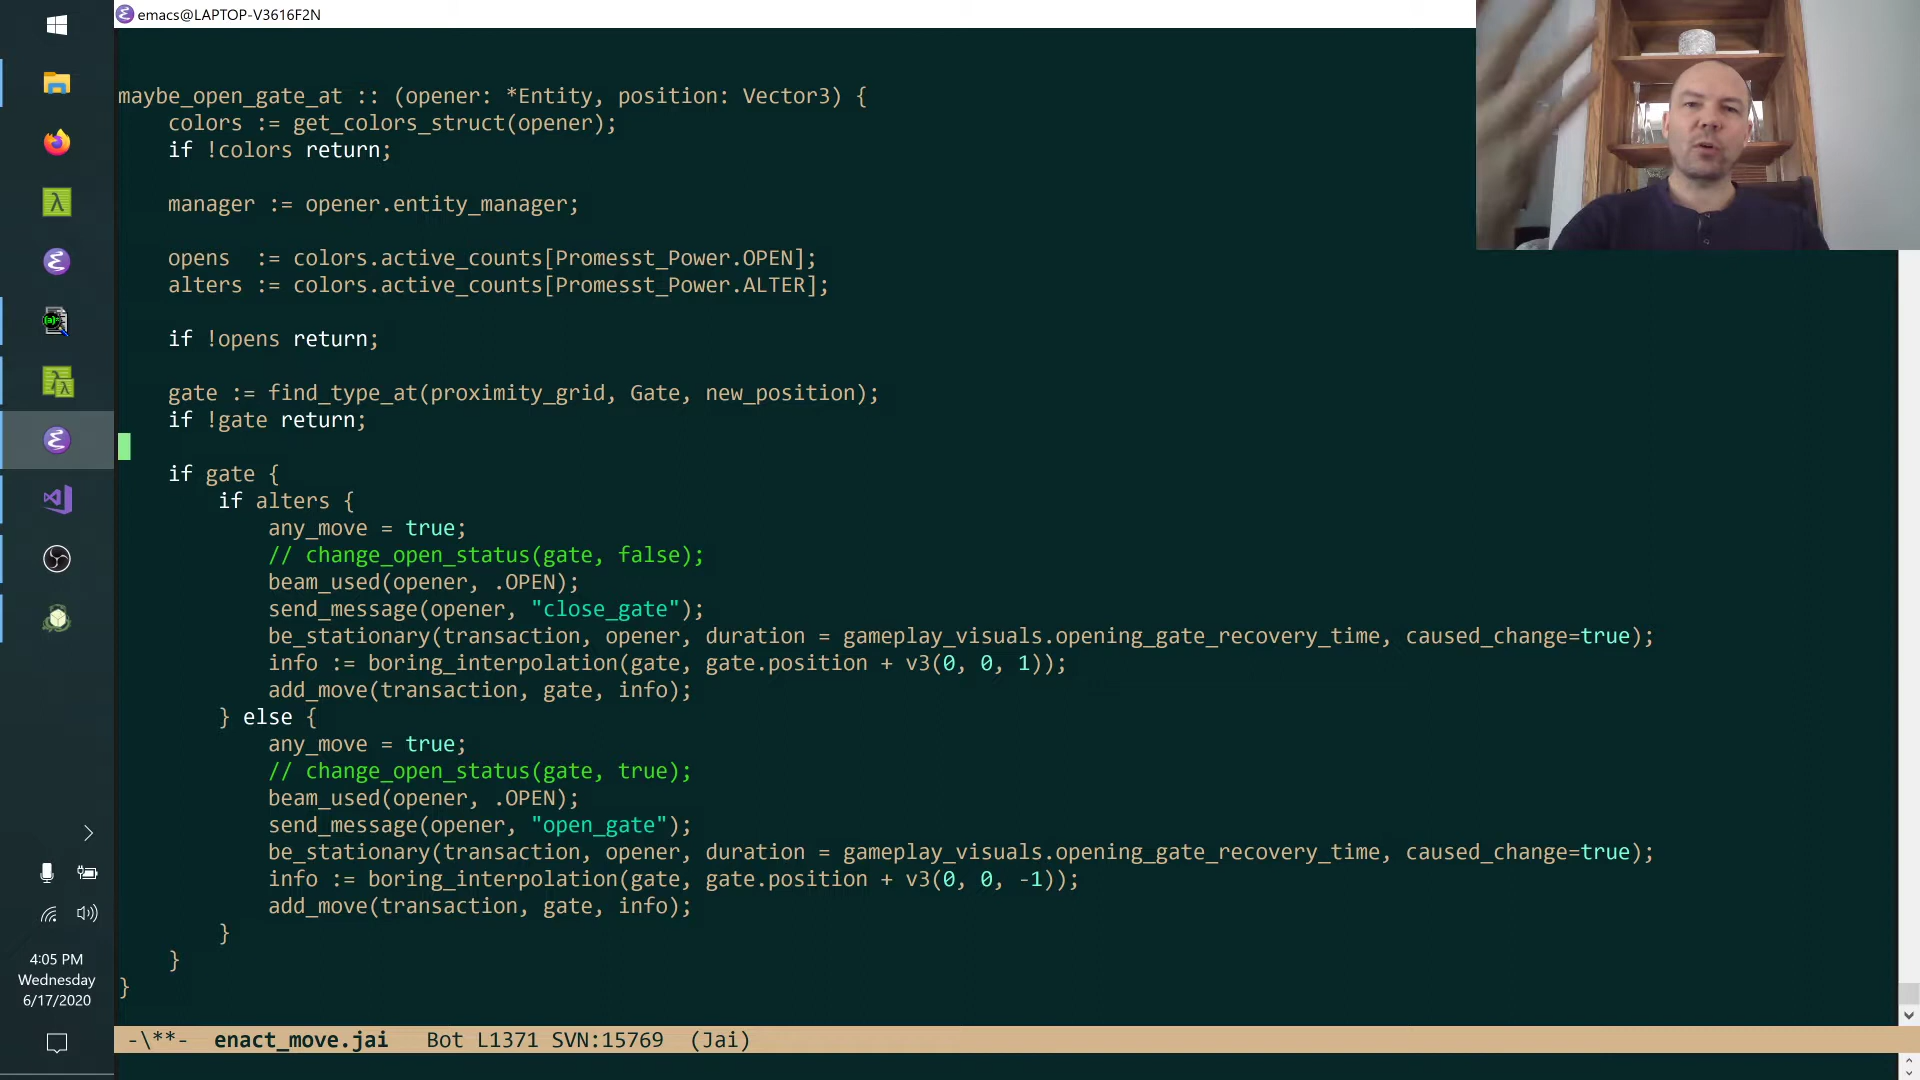 emacs@LAPTOP-V3616F2N
maybe_open_gate_at :: (opener: *Entity, position: Vector3) {
    colors := get_colors_struct(opener);
    if !colors return;
    manager := opener.entity_manager;
    opens  := colors.active_counts[Promesst_Power.OPEN];
    alters := colors.active_counts[Promesst_Power.ALTER];
    if !opens return;
    gate := find_type_at(proximity_grid, Gate, new_position);
    if !gate return;
    if gate {
        if alters {
            any_move = true;
            // change_open_status(gate, false);
            beam_used(opener, .OPEN);
            send_message(opener, "close_gate");
            be_stationary(transaction, opener, duration = gameplay_visuals.opening_gate_recovery_time, caused_change=true);
            info := boring_interpolation(gate, gate.position + v3(0, 0, 1));
            add_move(transaction, gate, info);
        } else {
            any_move = true;
            // change_open_status(gate, true);
            beam_used(opener, .OPEN);
            send_message(opener, "open_gate");
            be_stationary(transaction, opener, duration = gameplay_visuals.opening_gate_recovery_time, caused_change=true);
            info := boring_interpolation(gate, gate.position + v3(0, 0, -1));
            add_move(transaction, gate, info);
        }
    }
}
-\**-  enact_move.jai   Bot L1371 SVN:15769  (Jai)
4:05 PM
Wednesday
6/17/2020